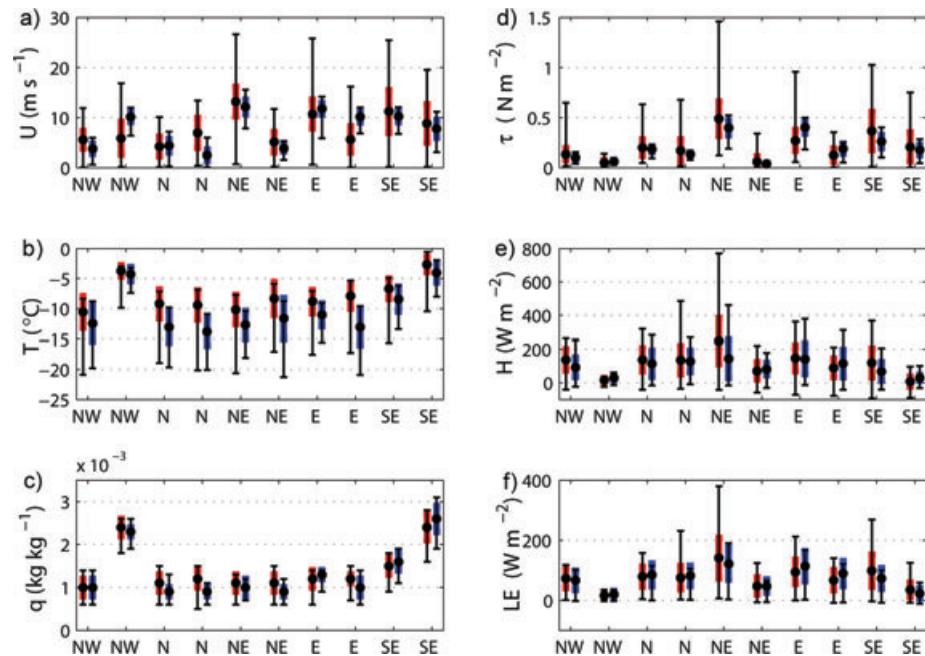 a)
U (m s⁻¹)
30
20
10
0
NW NW N N NE NE E E SE SE
b)
T (°C)
0
−5
−10
−15
−20
−25
NW NW N N NE NE E E SE SE
c)
x 10⁻³
q (kg kg⁻¹)
3
2
1
0
NW NW N N NE NE E E SE SE
d)
τ (N m⁻²)
1.5
1
0.5
0
NW NW N N NE NE E E SE SE
e)
H (W m⁻²)
800
600
400
200
0
NW NW N N NE NE E E SE SE
f)
LE (W m⁻²)
400
200
0
NW NW N N NE NE E E SE SE